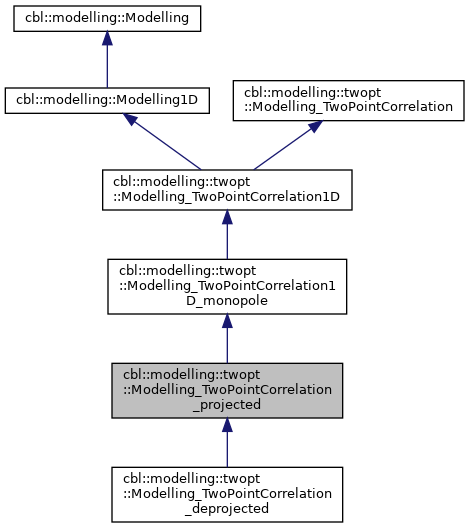 cbl::modelling::Modelling
cbl::modelling::Modelling1D
cbl::modelling::twopt
::Modelling_TwoPointCorrelation
cbl::modelling::twopt
::Modelling_TwoPointCorrelation1D
cbl::modelling::twopt
::Modelling_TwoPointCorrelation1
D_monopole
cbl::modelling::twopt
::Modelling_TwoPointCorrelation
_projected
cbl::modelling::twopt
::Modelling_TwoPointCorrelation
_deprojected